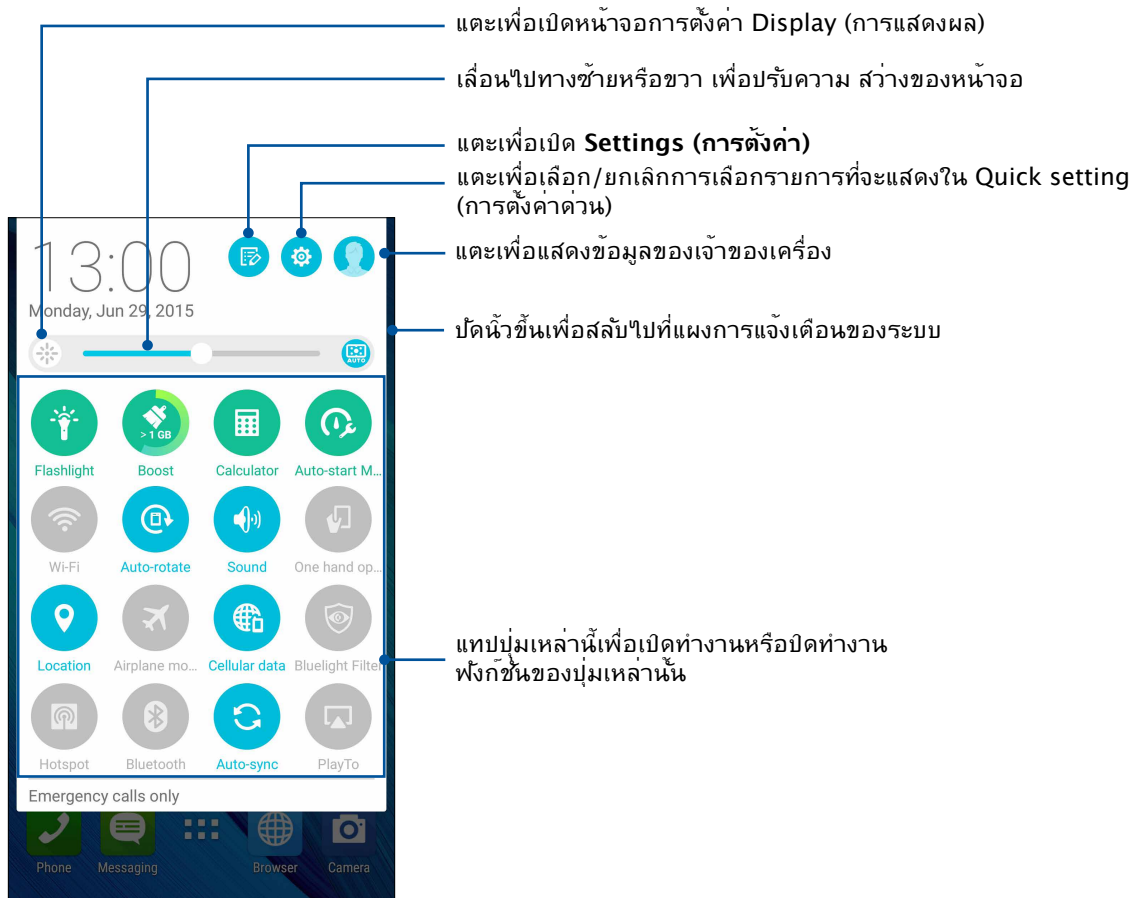 แตะเพื่อเปิดหน้าจอการตั้งค่า Display (การแสดงผล)
เลื่อนไปทางซ้ายหรือขวา เพื่อปรับความ สว่างของหน้าจอ
แตะเพื่อเปิด Settings (การตั้งค่า)
แตะเพื่อเลือก/ยกเลิกการเลือกรายการที่จะแสดงใน Quick setting
(การตั้งค่าด่วน)
แตะเพื่อแสดงข้อมูลของเจ้าของเครื่อง
ปัดนิ้วขึ้นเพื่อสลับไปที่แผงการแจ้งเตือนของระบบ
13:00
Monday, Jun 29, 2015
AUTO
> 1 GB
Flashlight Boost Calculator Auto-start M...
Wi-Fi Auto-rotate Sound One hand op...
Location Airplane mo... Cellular data Bluelight Filter
แทปปุ่มเหล่านี้เพื่อเปิดทำงานหรือปิดทำงาน
ฟังก์ชั่นของปุ่มเหล่านั้น
Hotspot Bluetooth Auto-sync PlayTo
Emergency calls only
Phone Messaging Browser Camera